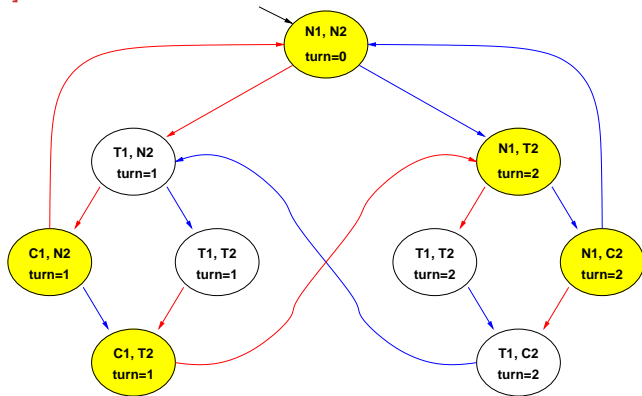 N1, N2
turn=0
T1, N2
turn=1
N1, T2
turn=2
C1, N2
turn=1
T1, T2
turn=1
T1, T2
turn=2
N1, C2
turn=2
C1, T2
turn=1
T1, C2
turn=2